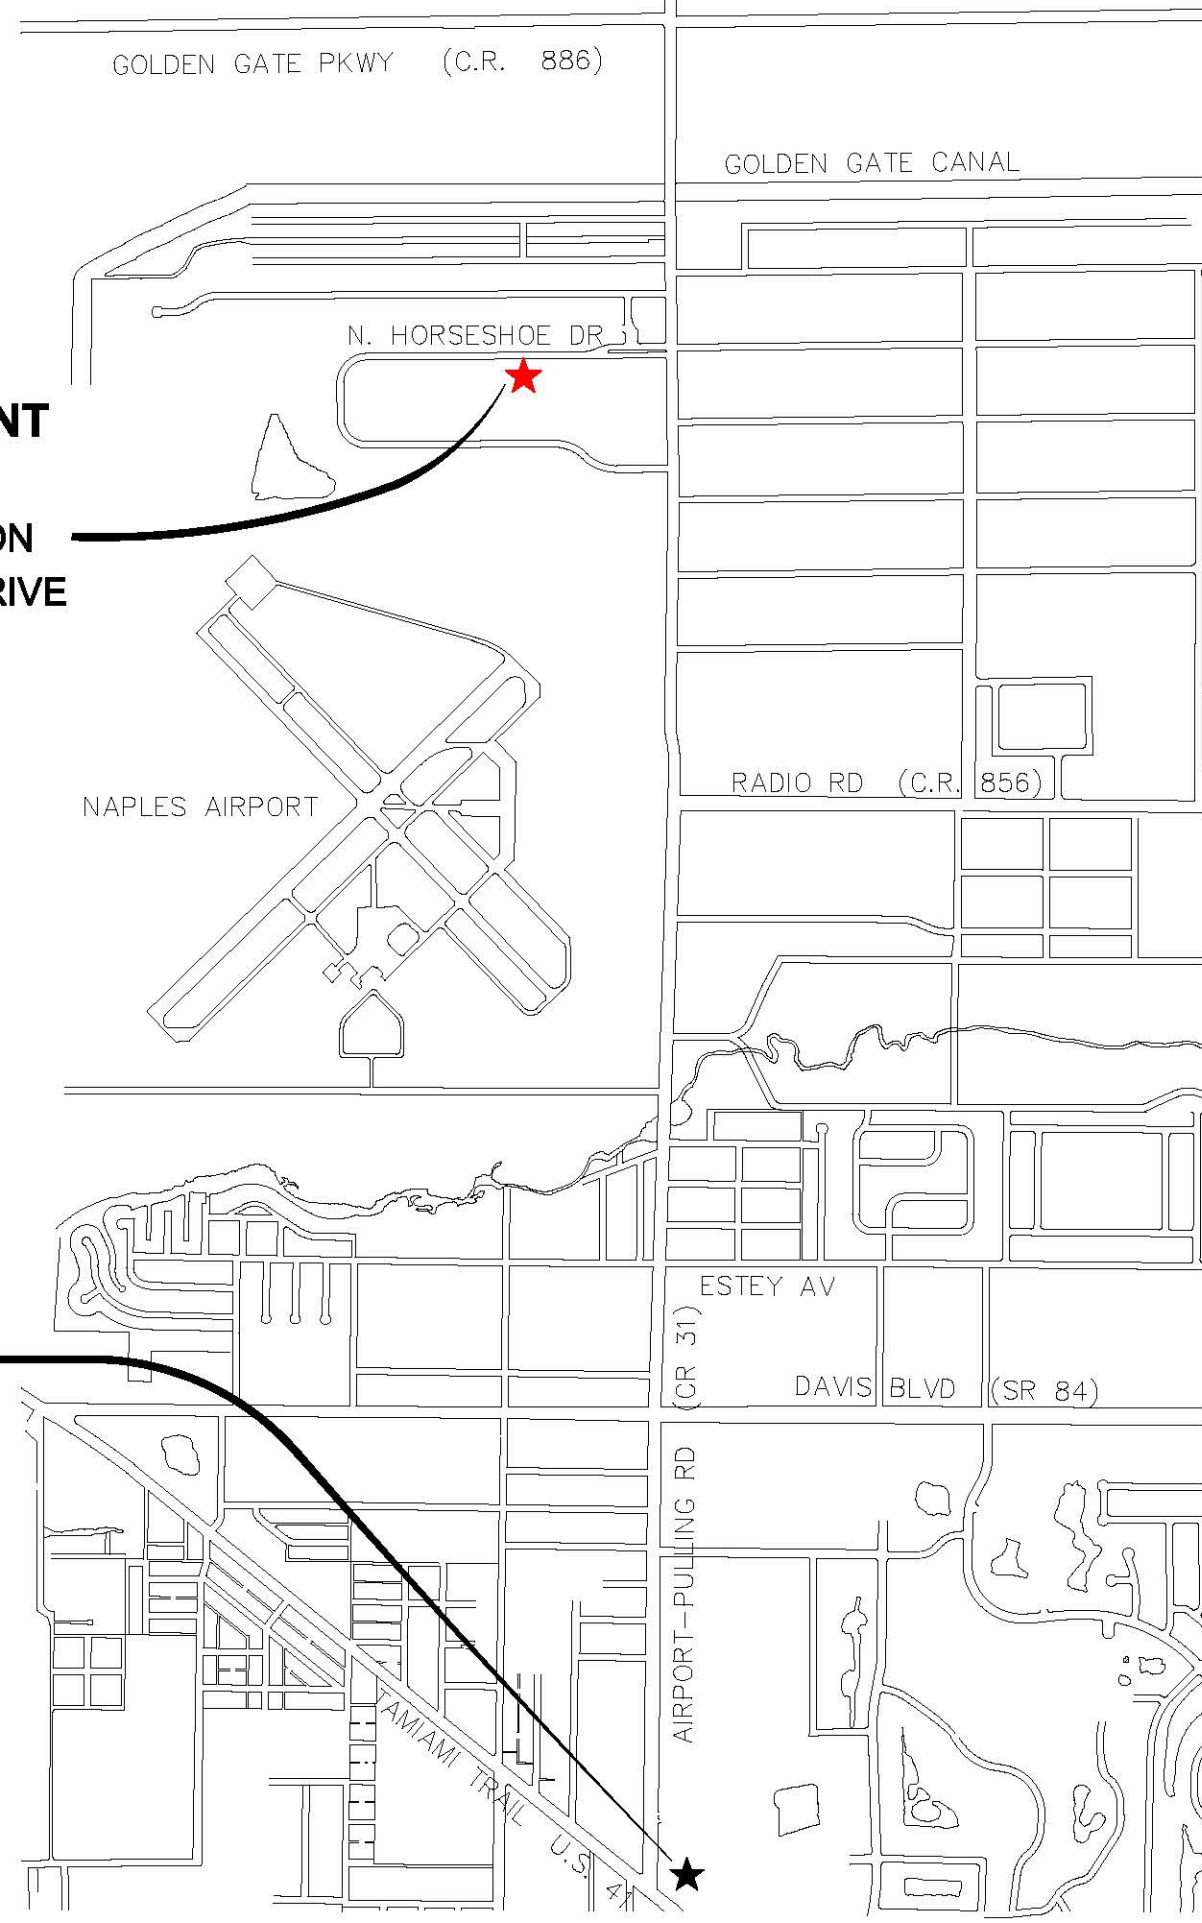 GOLDEN GATE PKWY (C.R. 886)
GOLDEN GATE CANAL
N. HORSESHOE DR
NT
ON
RIVE
RADIO RD (C.R. 856)
NAPLES AIRPORT
ESTEY AV
(CR 31)
DAVIS BLVD (SR 84)
AIRPORT-PULLING RD
TAMIAMI TRAIL U.S. 41